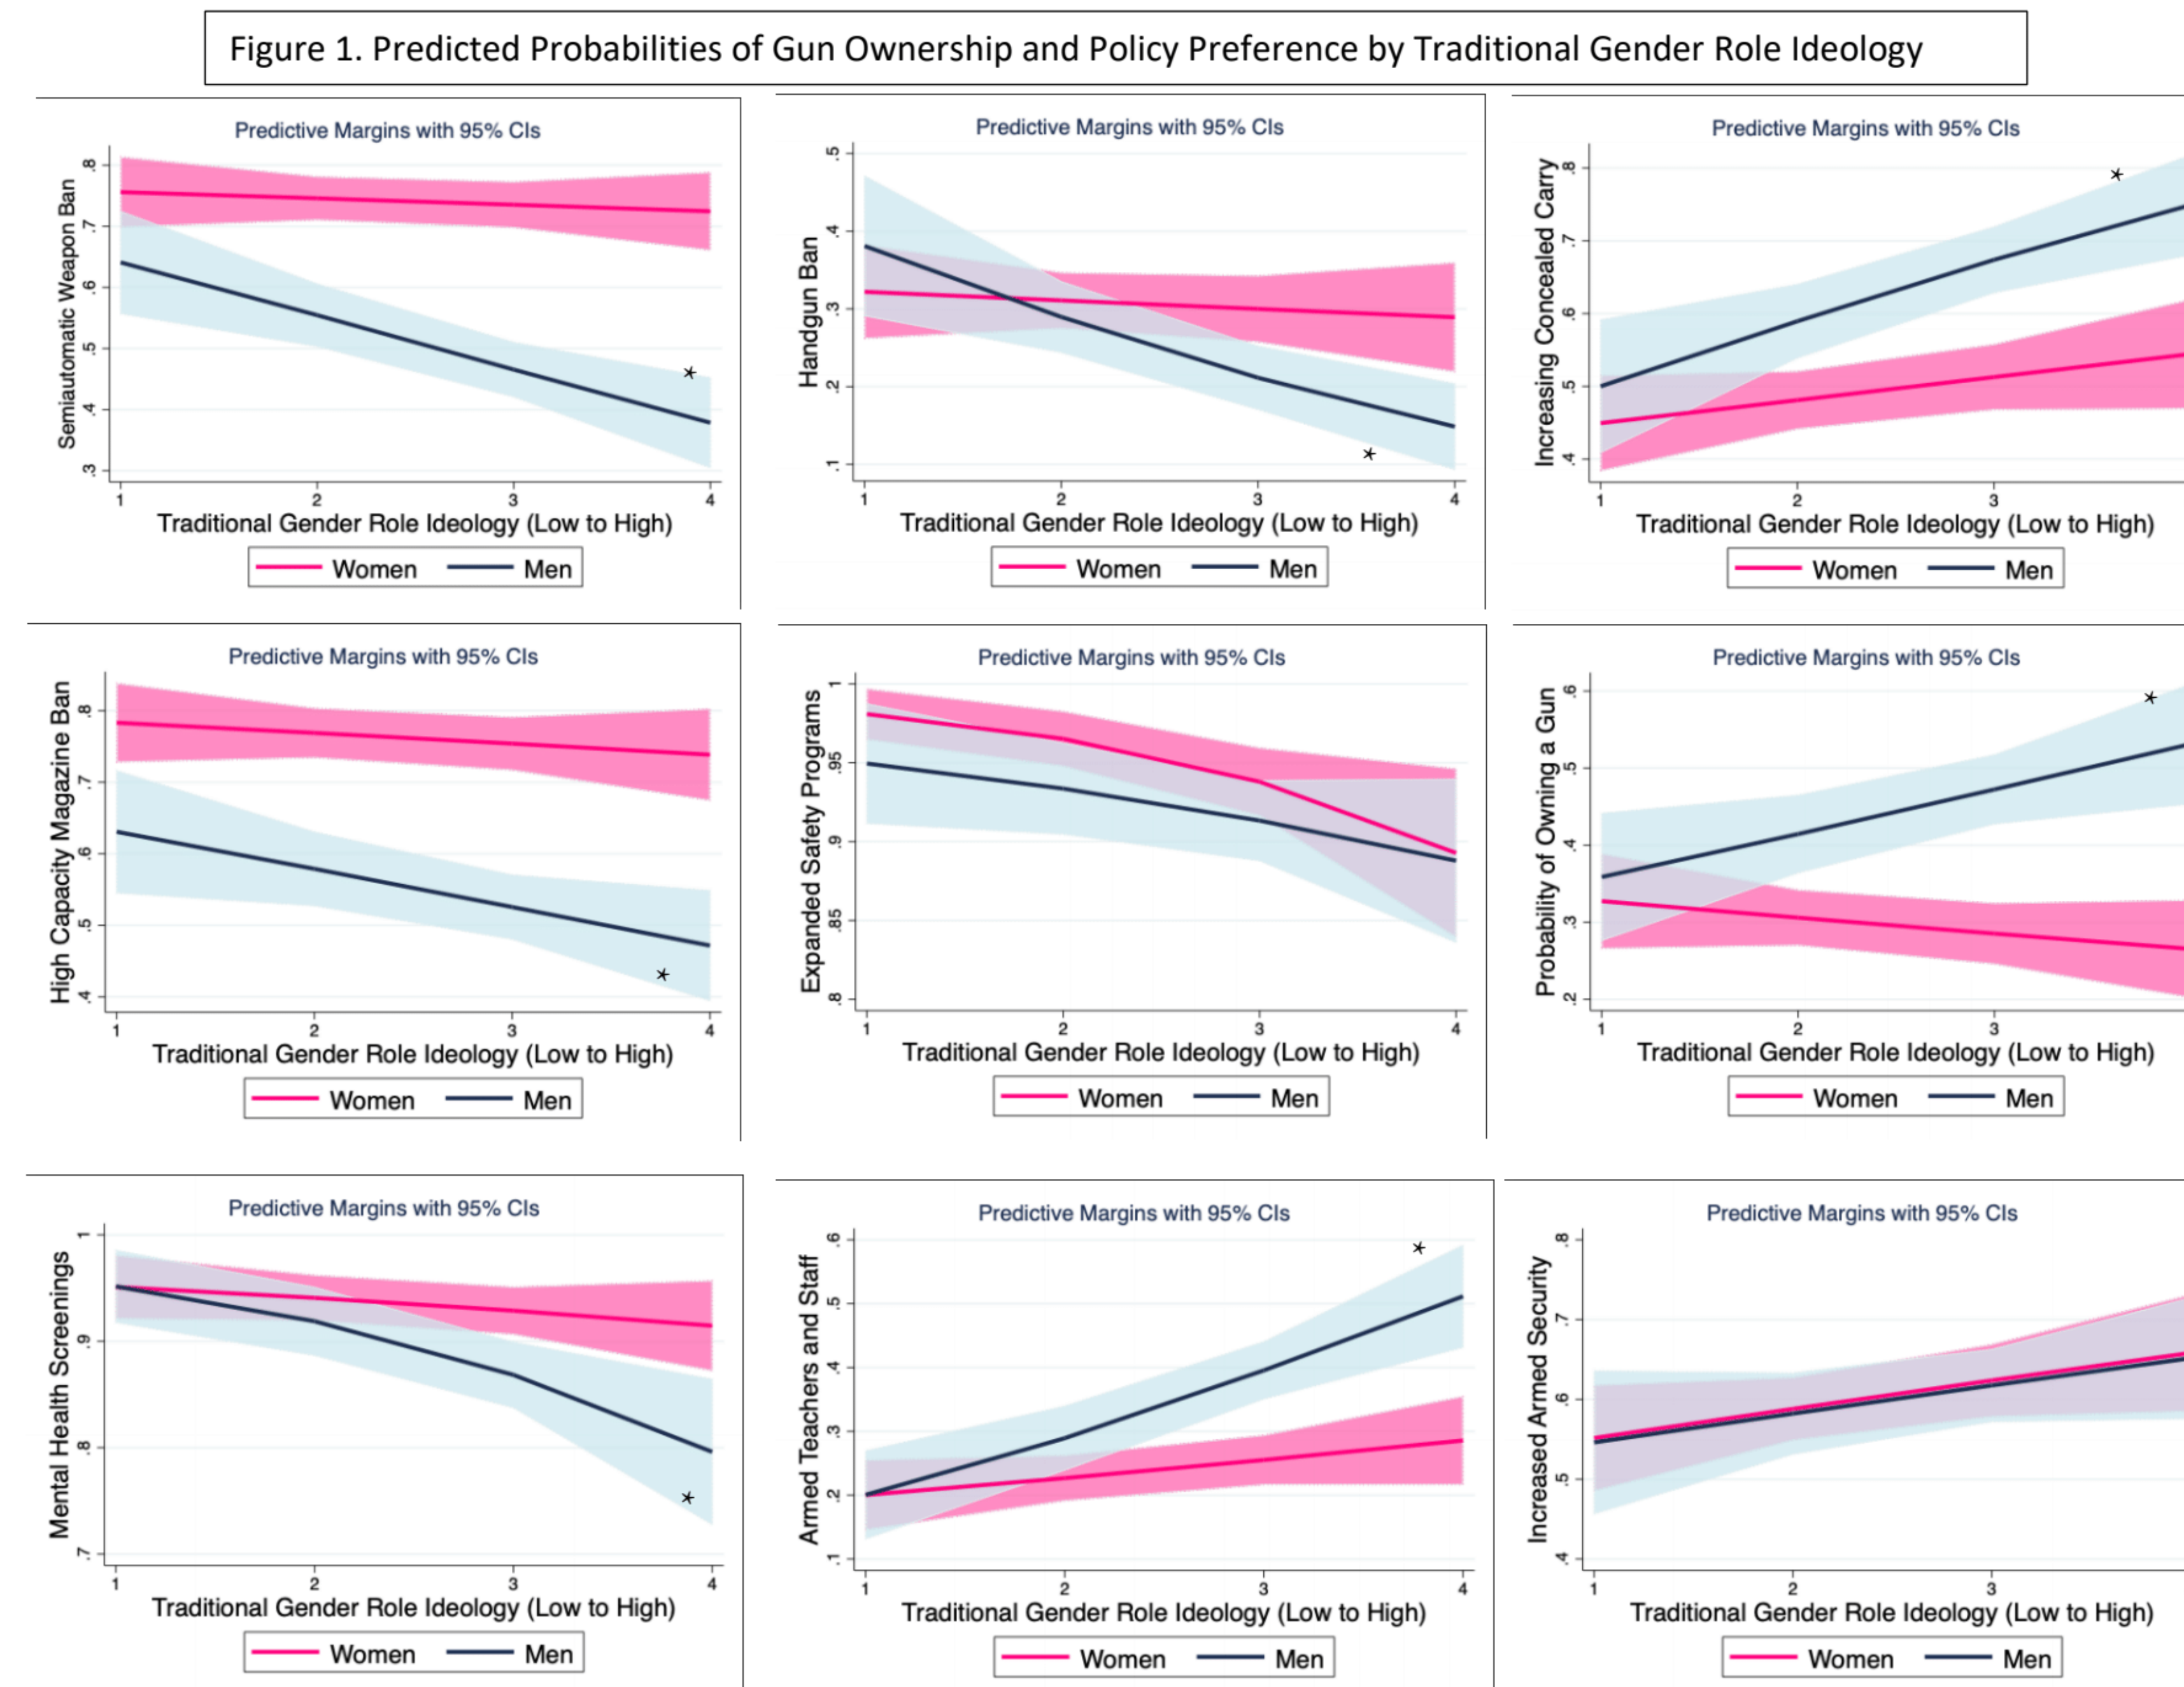 Figure 1. Predicted Probabilities of Gun Ownership and Policy Preference by Traditional Gender Role Ideology
Predictive Margins with 95% CIs
Semiautomatic Weapon Ban
.8
.7
.6
.5
.4
.3
1 2 3 4
Traditional Gender Role Ideology (Low to High)
Women Men
*
Predictive Margins with 95% CIs
Handgun Ban
.5
.4
.3
.2
.1
1 2 3 4
Traditional Gender Role Ideology (Low to High)
Women Men
*
Predictive Margins with 95% CIs
Increasing Concealed Carry
.8
.7
.6
.5
.4
1 2 3
Traditional Gender Role Ideology (Low to High)
Women Men
*
Predictive Margins with 95% CIs
High Capacity Magazine Ban
.8
.7
.6
.5
.4
1 2 3 4
Traditional Gender Role Ideology (Low to High)
Women Men
*
Predictive Margins with 95% CIs
Expanded Safety Programs
1
.95
.9
.85
.8
1 2 3 4
Traditional Gender Role Ideology (Low to High)
Women Men
Predictive Margins with 95% CIs
Probability of Owning a Gun
.6
.5
.4
.3
.2
1 2 3
Traditional Gender Role Ideology (Low to High)
Women Men
*
Predictive Margins with 95% CIs
Mental Health Screenings
1
.9
.8
.7
1 2 3 4
Traditional Gender Role Ideology (Low to High)
Women Men
*
Predictive Margins with 95% CIs
Armed Teachers and Staff
.6
.5
.4
.3
.2
.1
1 2 3 4
Traditional Gender Role Ideology (Low to High)
Women Men
*
Predictive Margins with 95% CIs
Increased Armed Security
.8
.7
.6
.5
.4
1 2 3
Traditional Gender Role Ideology (Low to High)
Women Men